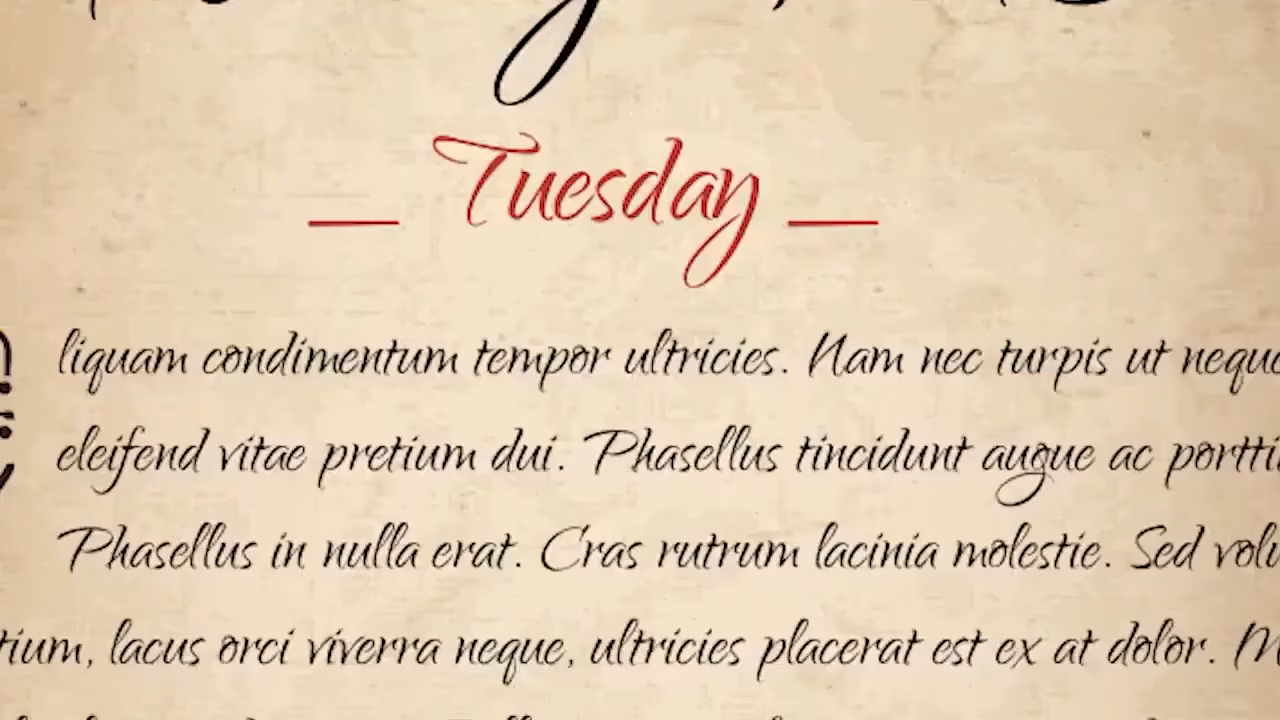 Tuesday
liquam condimentum tempor ultricies. Nam nec turpis ut neque
eleifend vitae pretium dui. Phasellus tincidunt augue ac
Phasellus in nulla erat. Cras rutrum lacinia molestie. Sed
lacus orci viverra neque, ultricies placerat est ex at dolor.